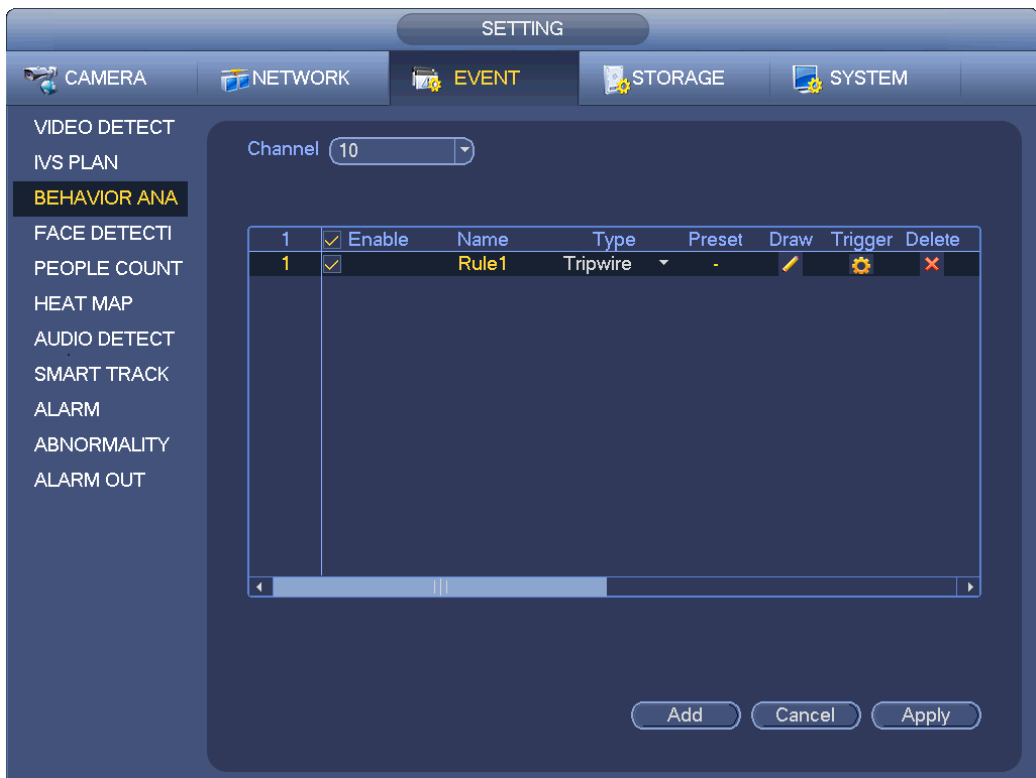 SETTING
CAMERA NETWORK EVENT STORAGE SYSTEM
VIDEO DETECT
IVS PLAN
BEHAVIOR ANA
FACE DETECTI
PEOPLE COUNT
HEAT MAP
AUDIO DETECT
SMART TRACK
ALARM
ABNORMALITY
ALARM OUT
Channel 10
1 Enable Name Type Preset Draw Trigger Delete
1 Rule1 Tripwire -
Add Cancel Apply